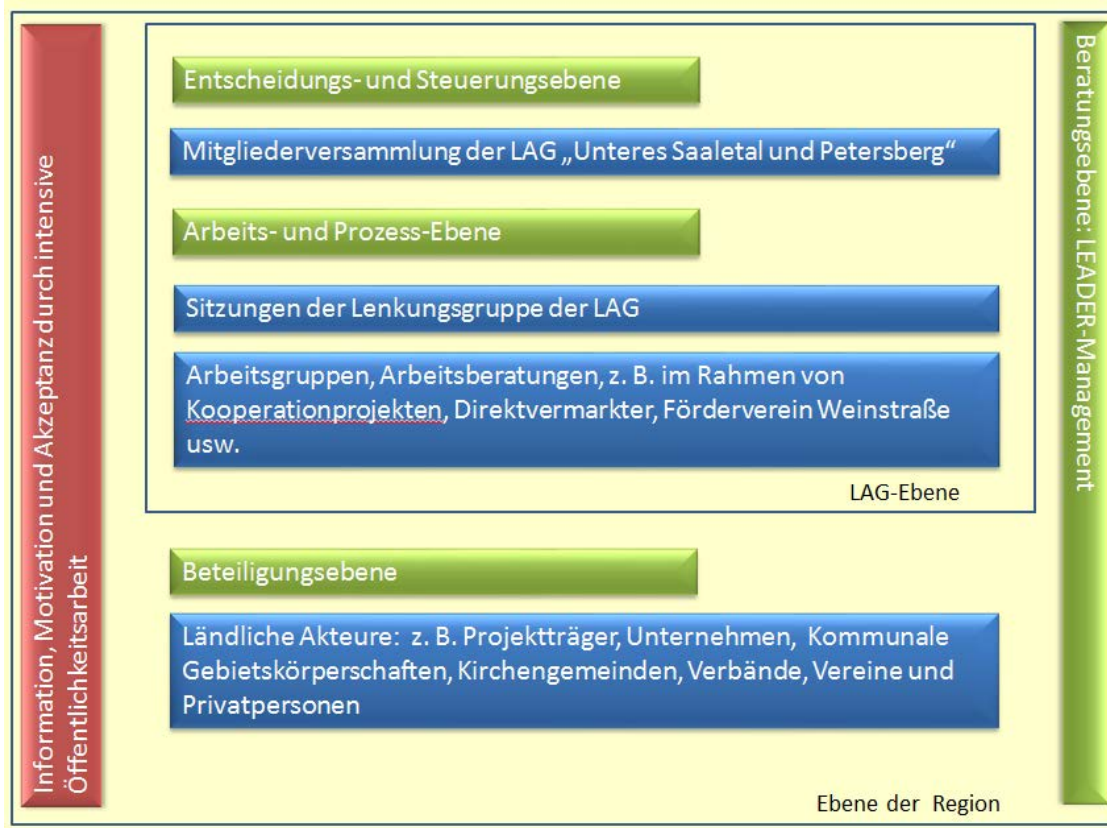 Information, Motivation und Akzeptanz durch intensive
Öffentlichkeitsarbeit
Entscheidungs- und Steuerungsebene
Mitgliederversammlung der LAG „Unteres Saaletal und Petersberg“
Arbeits- und Prozess-Ebene
Sitzungen der Lenkungsgruppe der LAG
Arbeitsgruppen, Arbeitsberatungen, z. B. im Rahmen von
Kooperationprojekten, Direktvermarkter, Förderverein Weinstraße
usw.
LAG-Ebene
Beteiligungsebene
Ländliche Akteure: z. B. Projektträger, Unternehmen, Kommunale
Gebietskörperschaften, Kirchengemeinden, Verbände, Vereine und
Privatpersonen
Ebene der Region
Beratungsebene: LEADER-Management